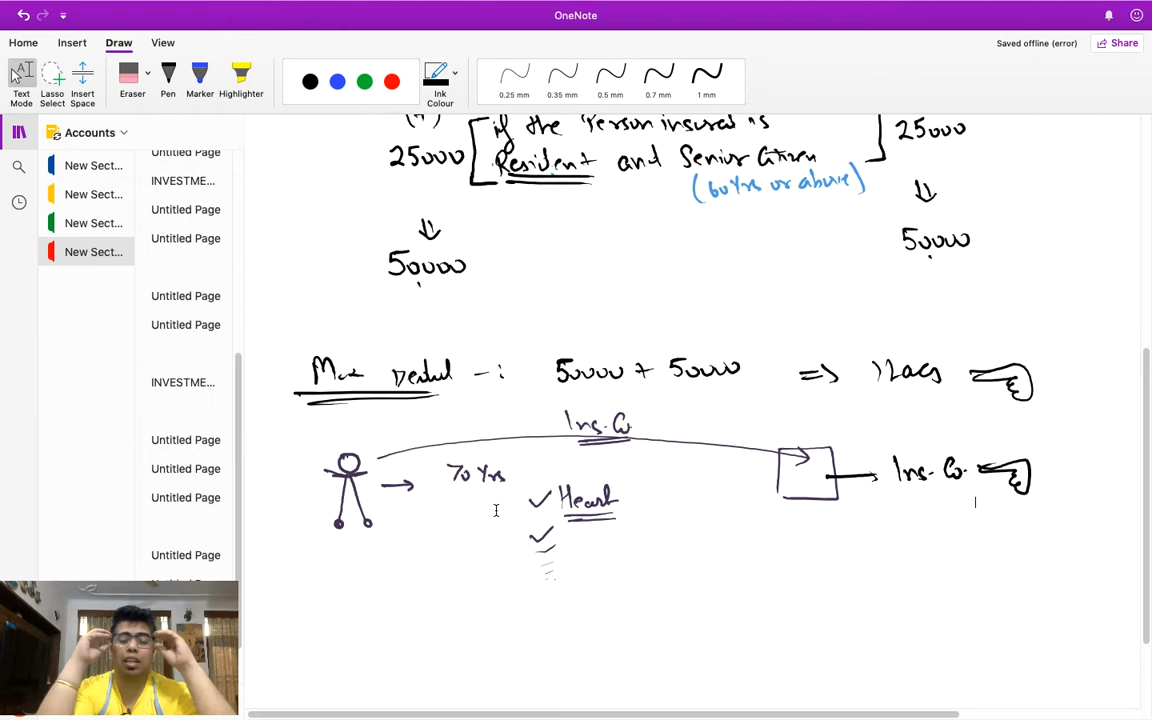 OneNote
Home Insert Draw View
Saved offline (error) Share
Text Mode
Lasso Select
Insert Space
Eraser
Pen
Marker
Highlighter
Ink Colour
0.25 mm
0.35 mm
0.5 mm
0.7 mm
1 mm
Accounts
New Sect...
New Sect...
New Sect...
New Sect...
Untitled Page
INVESTME...
Untitled Page
Untitled Page
Untitled Page
Untitled Page
INVESTME...
Untitled Page
Untitled Page
Untitled Page
Untitled Page
if the Person insured is 25000
25000 Resident and Senior Citizen
(60 Yrs or above)
50000
50000
Max -: 50000 + 50000 => 1 Lacs
Ins. Co
70 Yrs Ins. Co.
Heart